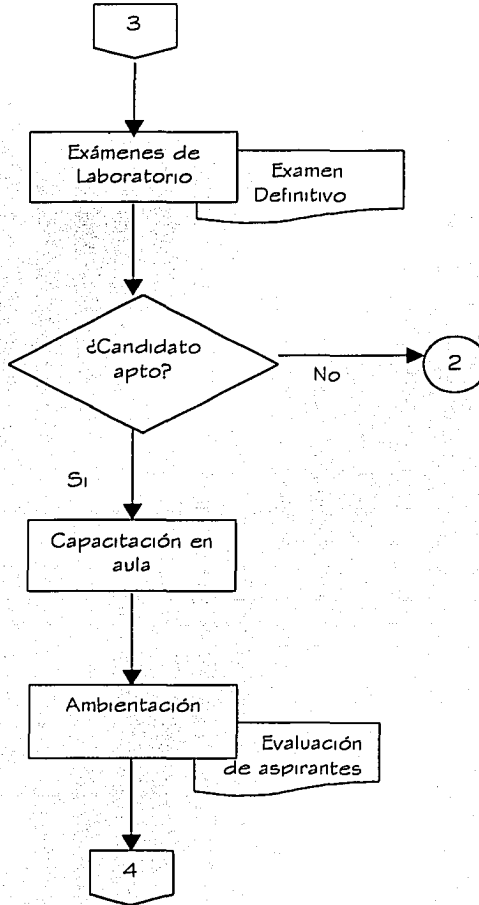 3
Exámenes de
Laboratorio
Examen
Definitivo
¿Candidato
apto?
No
2
Si
Capacitación en
aula
Ambientación
Evaluación
de aspirantes
4